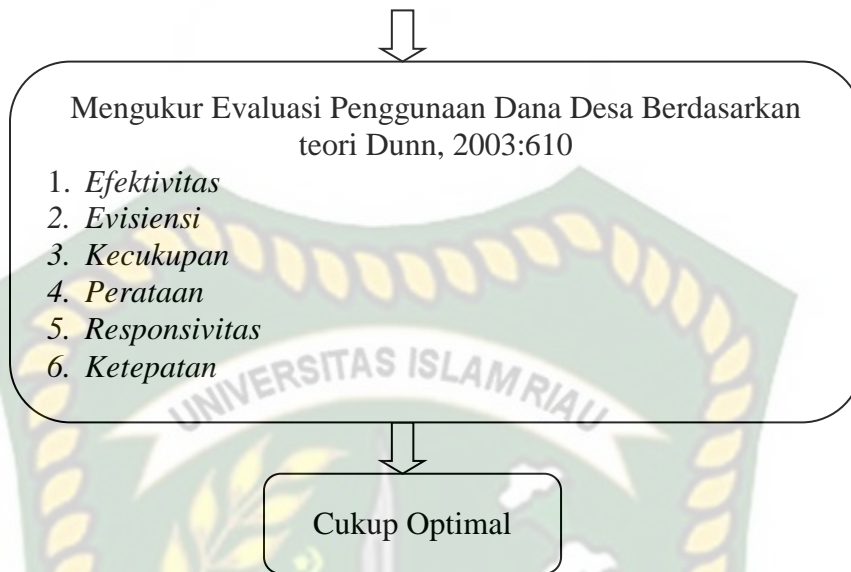 Mengukur Evaluasi Penggunaan Dana Desa Berdasarkan
teori Dunn, 2003:610
1. Efektivitas
2. Evisiensi
3. Kecukupan
4. Perataan
5. Responsivitas
6. Ketepatan
UNIVERSITAS ISLAM RIAU
Cukup Optimal